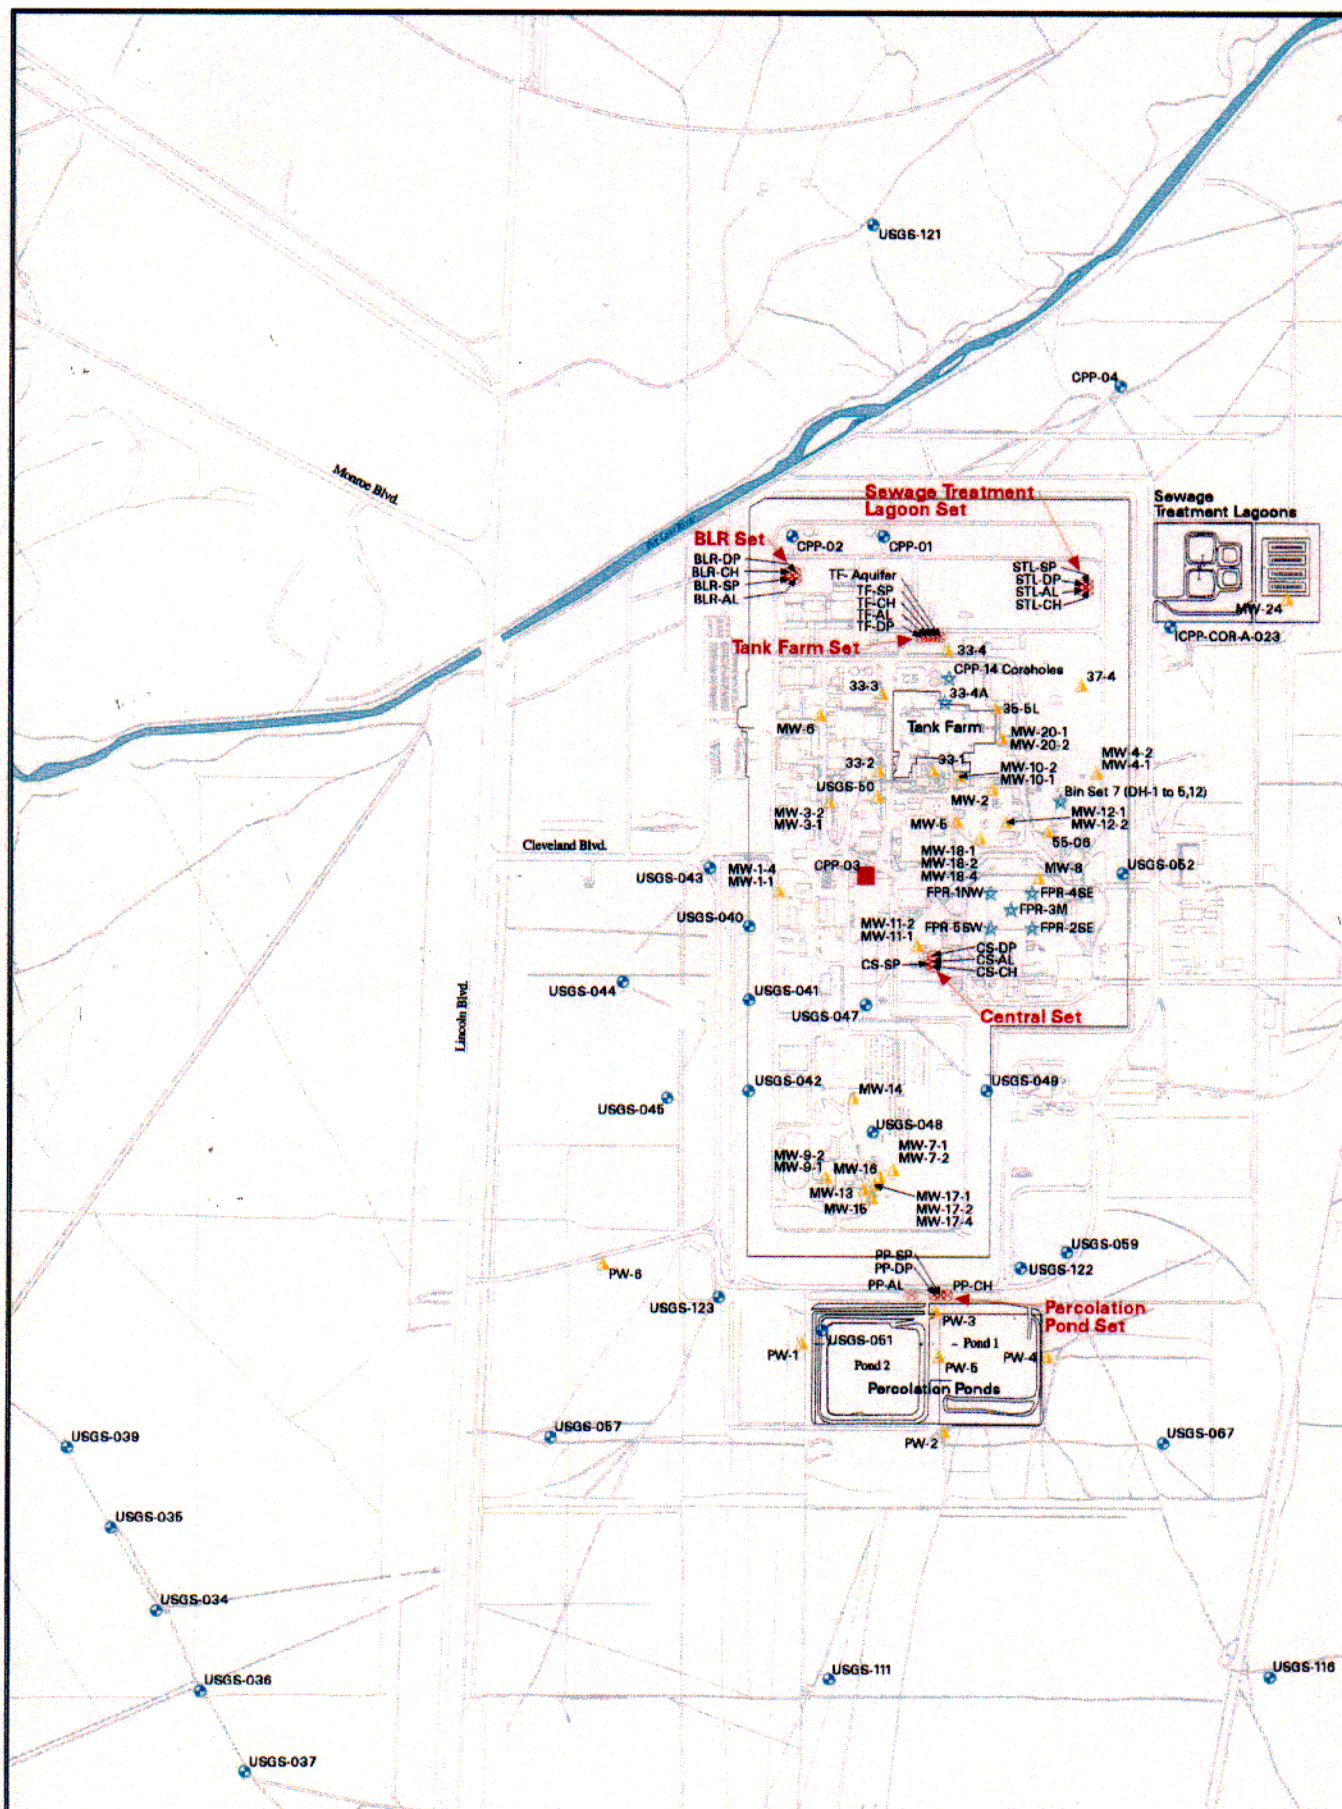 USGS-121
CPP-04
Monroe Blvd.
Sewage Treatment
Lagoon Set
Sewage
Treatment Lagoons
BLR Set
CPP-02
CPP-01
BLR-DP
BLR-CH
BLR-SP
BLR-AL
TF- Aquifer
TF-SP
TF-CH
TF-AL
TF-DP
STL-SP
STL-DP
STL-AL
STL-CH
MW-24
ICPP-COR-A-023
Tank Farm Set
33-4
CPP-14 Coreholes
37-4
33-3
33-4A
35-5L
MW-6
Tank Farm
MW-20-1
MW-20-2
MW-4-2
MW-4-1
33-2
33-1
MW-10-2
MW-10-1
USGS-50
MW-2
Bin Set 7 (DH-1 to 5,12)
MW-3-2
MW-3-1
MW-5
MW-12-1
MW-12-2
55-06
Cleveland Blvd.
MW-18-1
MW-18-2
MW-18-4
USGS-043
MW-1-4
MW-1-1
CPP-03
MW-8
USGS-052
FPR-1NW
FPR-4SE
FPR-3M
USGS-040
MW-11-2
MW-11-1
FPR-5SW
FPR-2SE
CS-DP
CS-AL
CS-CH
CS-SP
USGS-044
USGS-041
USGS-047
Central Set
Lincoln Blvd.
USGS-042
MW-14
USGS-049
USGS-045
USGS-048
MW-9-2
MW-9-1
MW-7-1
MW-7-2
MW-16
MW-13
MW-15
MW-17-1
MW-17-2
MW-17-4
USGS-059
USGS-122
PP-SP
PP-DP
PP-AL
PP-CH
PW-6
USGS-123
Percolation
Pond Set
PW-3
USGS-051
Pond 1
PW-1
Pond 2
PW-5
PW-4
Percolation Ponds
USGS-039
USGS-057
PW-2
USGS-067
USGS-035
USGS-034
USGS-036
USGS-111
USGS-116
USGS-037